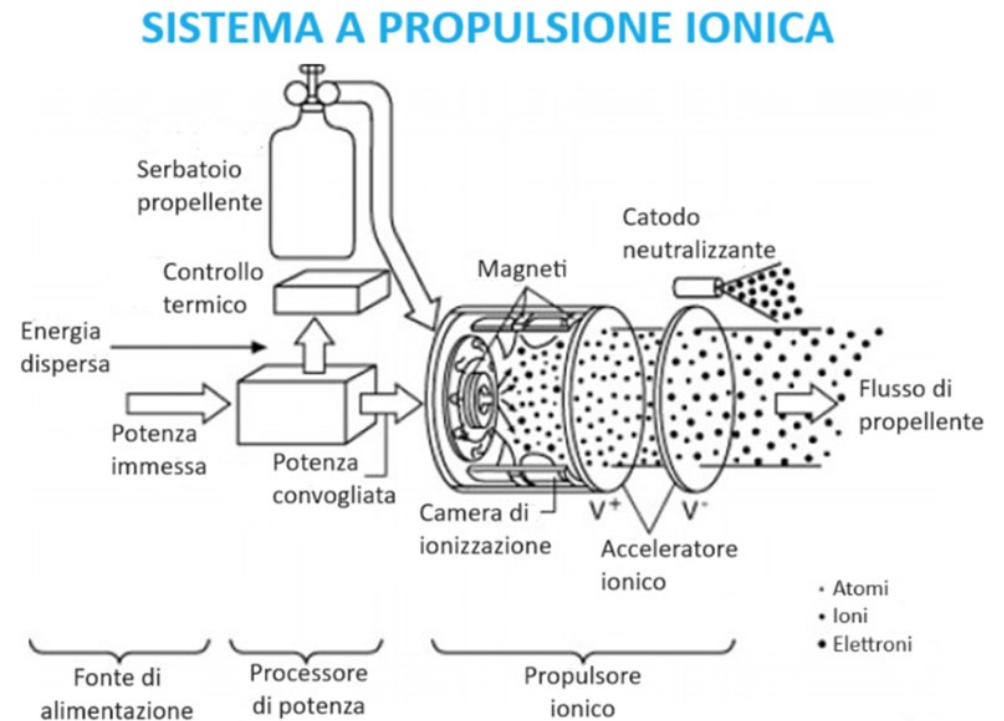 SISTEMA A PROPULSIONE IONICA
Serbatoio
propellente
Catodo
neutralizzante
Controllo
termico
Magneti
Energia
dispersa
Flusso di
propellente
Potenza
immessa
Potenza
convogliata
Camera di
ionizzazione
V+
V-
Acceleratore
ionico
• Atomi
• Ioni
• Elettroni
Fonte di
alimentazione
Processore
di potenza
Propulsore
ionico